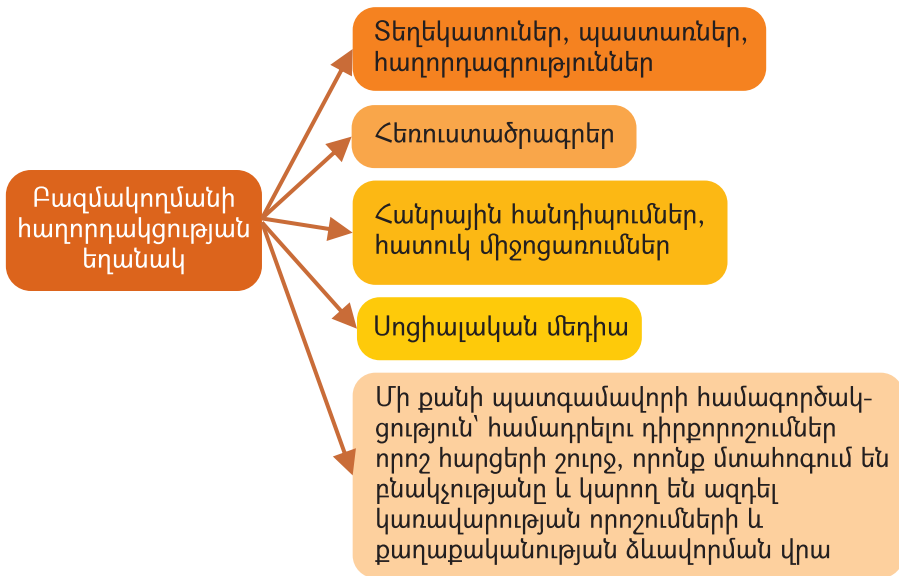 Տեղեկատուներ, պաստառներ,
հաղորդագրություններ
Հեռուստածրագրեր
Բազմակողմանի
հաղորդակցության
եղանակ
Հանրային հանդիպումներ,
հատուկ միջոցառումներ
Սոցիալական մեդիա
Մի քանի պատգամավորի համագործակ-
ցություն՝ համադրելու դիրքորոշումներ
որոշ հարցերի շուրջ, որոնք մտահոգում են
բնակչությանը և կարող են ազդել
կառավարության որոշումների և
քաղաքականության ձևավորման վրա